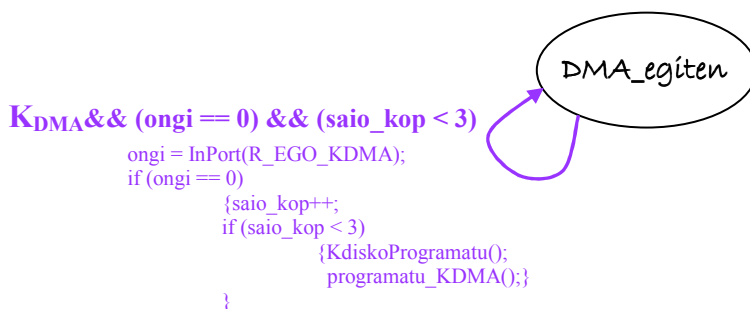 DMA_egiten
KDMA&& (ongi == 0) && (saio_kop < 3)
ongi = InPort(R_EGO_KDMA);
if (ongi == 0)
{saio_kop++;
if (saio_kop < 3)
{KdiskoProgramatu();
programatu_KDMA();}
}